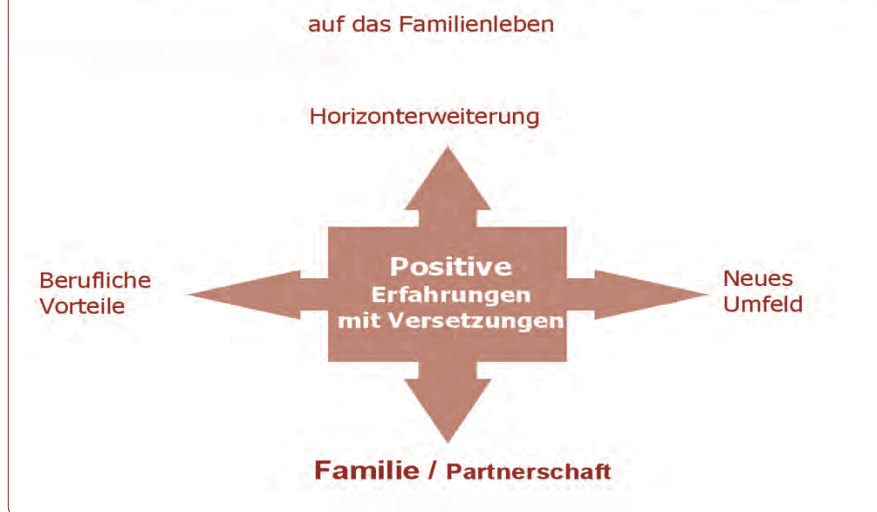 auf das Familienleben
Horizonterweiterung
Berufliche
Vorteile
Positive
Erfahrungen
mit Versetzungen
Neues
Umfeld
Familie / Partnerschaft